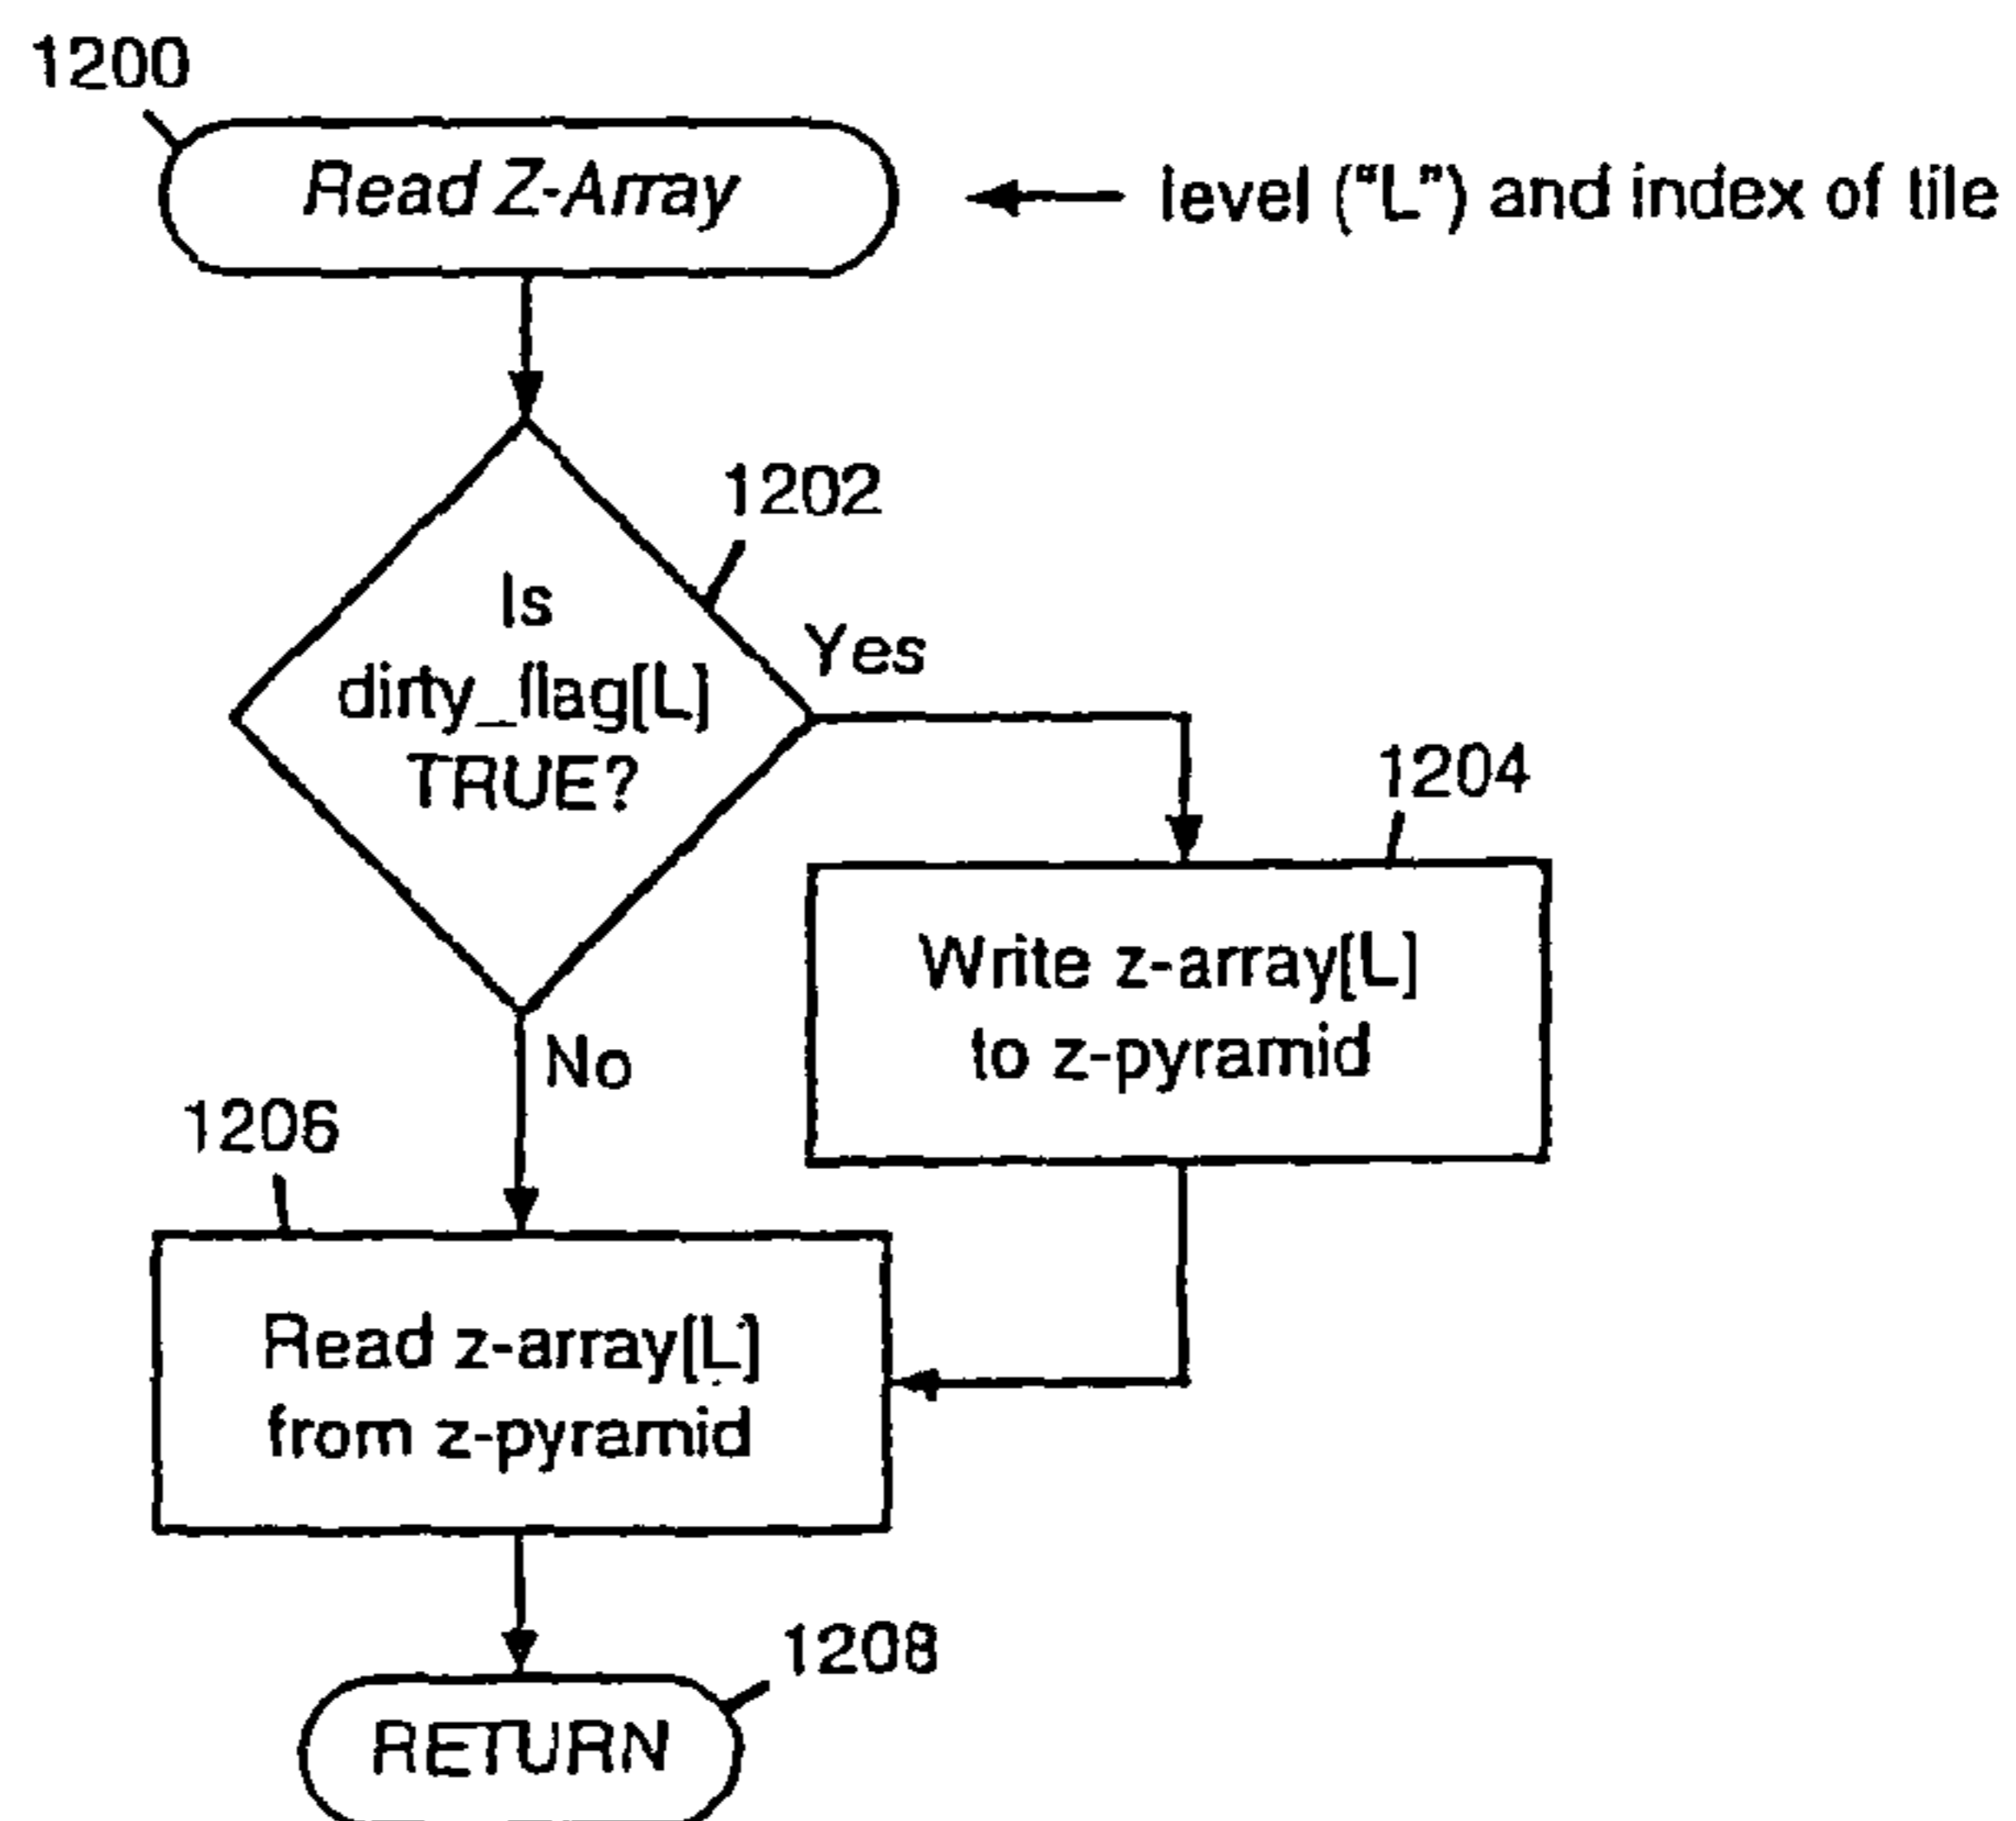 1200
Read Z-Array
level ("L") and index of tile
1202
Is
dirty_flag[L]
TRUE?
Yes
1204
Write z-array[L]
to z-pyramid
No
1206
Read z-array[L]
from z-pyramid
1208
RETURN